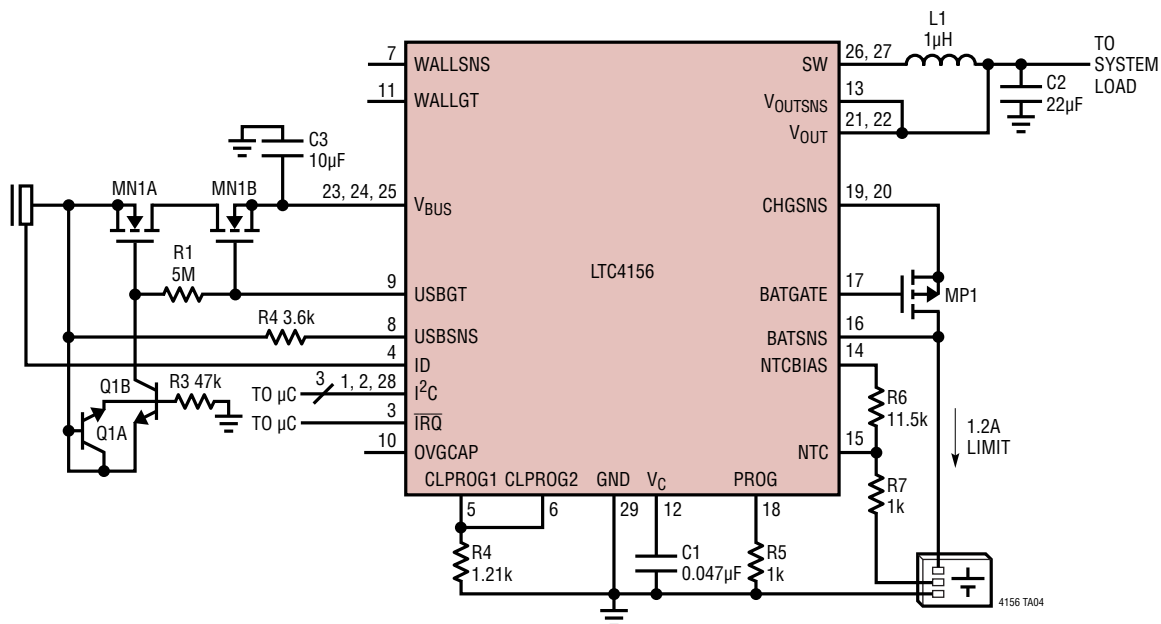 L1
1µH
TO
SYSTEM
LOAD
C2
22µF
7
WALLSNS
11
WALLGT
SW
26, 27
13
VOUTSNS
21, 22
VOUT
C3
10µF
MN1A
MN1B
23, 24, 25
VBUS
19, 20
CHGSNS
R1
5M
LTC4156
9
USBGT
BATGATE
17
MP1
R4 3.6k
8
USBSNS
BATSNS
16
4
ID
NTCBIAS
14
Q1B
R3 47k
TO µC
3
1, 2, 28
I2C
R6
11.5k
Q1A
TO µC
3
IRQ
1.2A
LIMIT
10
OVGCAP
NTC
15
CLPROG1
CLPROG2
GND
VC
PROG
R7
1k
5
6
29
12
18
R4
1.21k
C1
0.047µF
R5
1k
4156 TA04